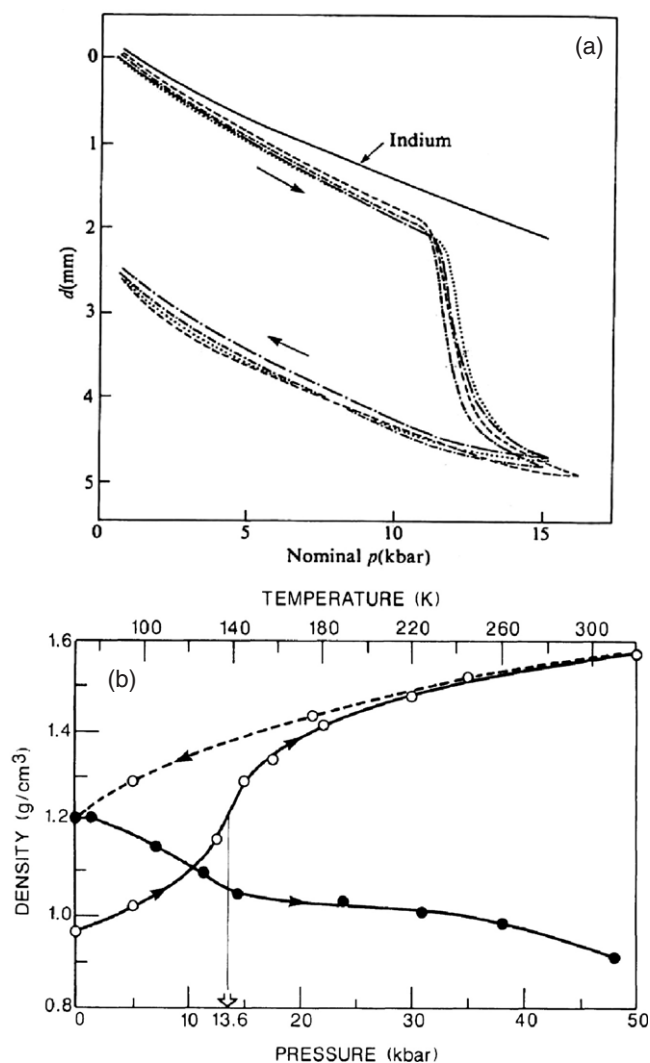 (a)
0
Indium
1
2
d(mm)
3
4
5
0 5 10 15
Nominal p(kbar)
TEMPERATURE (K)
100 140 180 220 260 300
1.6
(b)
1.4
DENSITY (g/cm³)
1.2
1.0
0.8
0 10 13.6 20 30 40 50
PRESSURE (kbar)